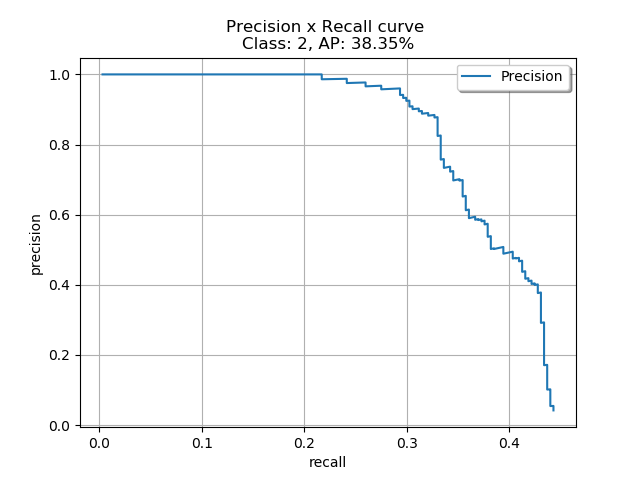 Precision x Recall curve
Class: 2, AP: 38.35%
Precision
1.0
0.8
0.6
0.4
0.2
0.0
precision
0.0 0.1 0.2 0.3 0.4
recall